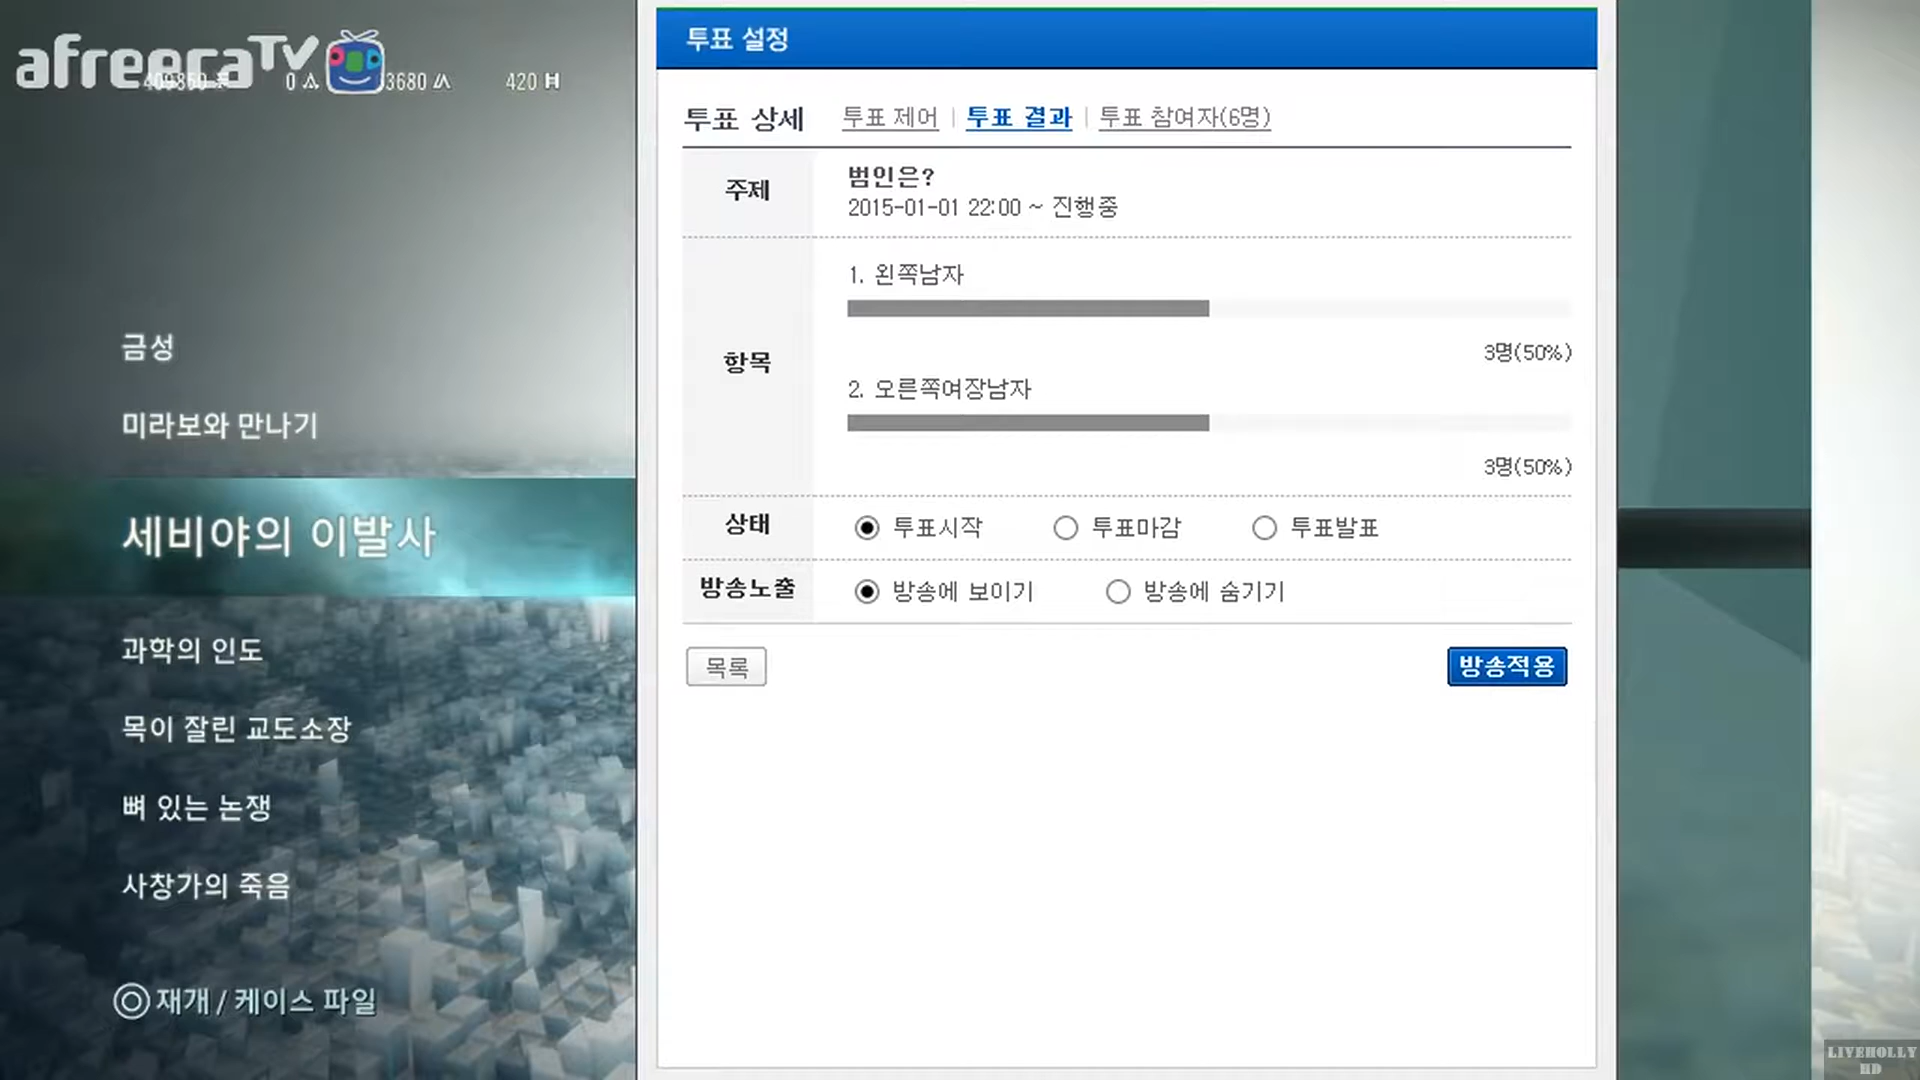 afreecaTV
409850
0
3680
420
금성
미라보와 만나기
세비야의 이발사
과학의 인도
목이 잘린 교도소장
뼈 있는 논쟁
사창가의 죽음
재개 / 케이스 파일
투표 설정
투표 상세 투표 제어 | 투표 결과 | 투표 참여자(6명)
주제
범인은?
2015-01-01 22:00 ~ 진행중
항목
1. 왼쪽남자
3명(50%)
2. 오른쪽여장남자
3명(50%)
상태 투표시작 투표마감 투표발표
방송노출 방송에 보이기 방송에 숨기기
목록 방송적용
LIVEHOLLY
HD